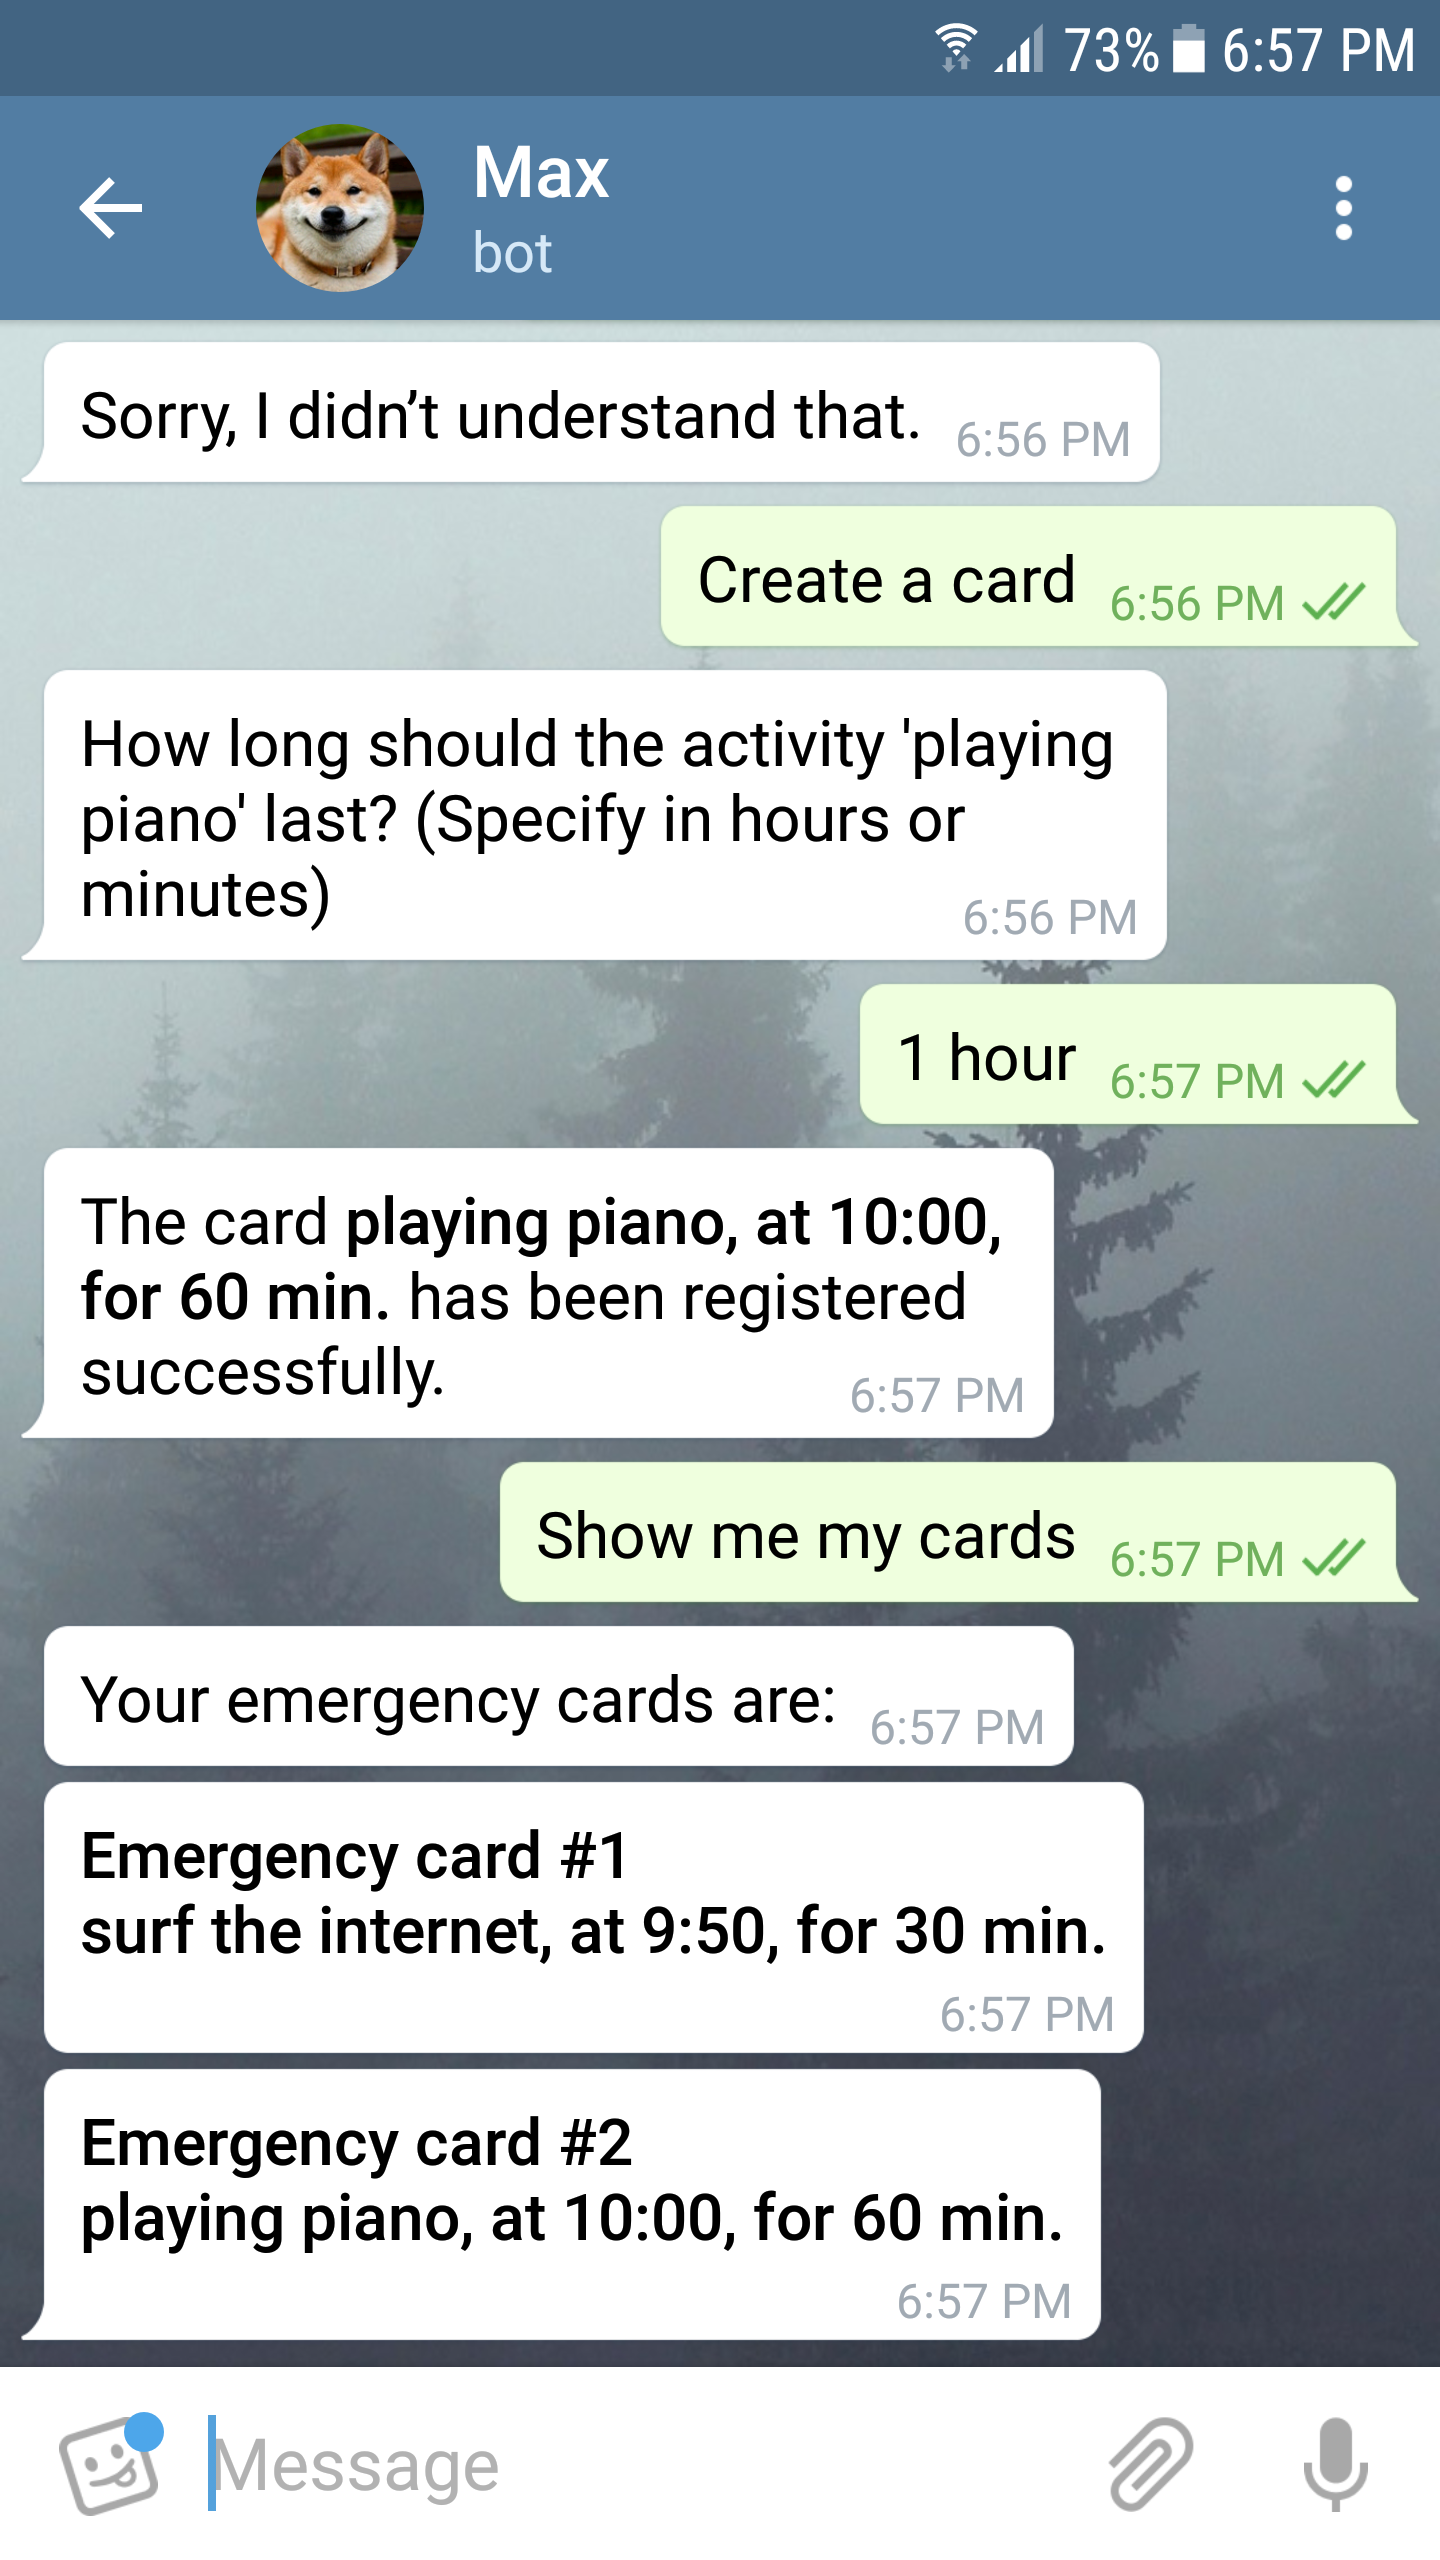 73% 6:57 PM
Max
bot
Sorry, I didn’t understand that. 6:56 PM
Create a card 6:56 PM
How long should the activity 'playing
piano' last? (Specify in hours or
minutes) 6:56 PM
1 hour 6:57 PM
The card playing piano, at 10:00,
for 60 min. has been registered
successfully. 6:57 PM
Show me my cards 6:57 PM
Your emergency cards are: 6:57 PM
Emergency card #1
surf the internet, at 9:50, for 30 min.
6:57 PM
Emergency card #2
playing piano, at 10:00, for 60 min.
6:57 PM
Message